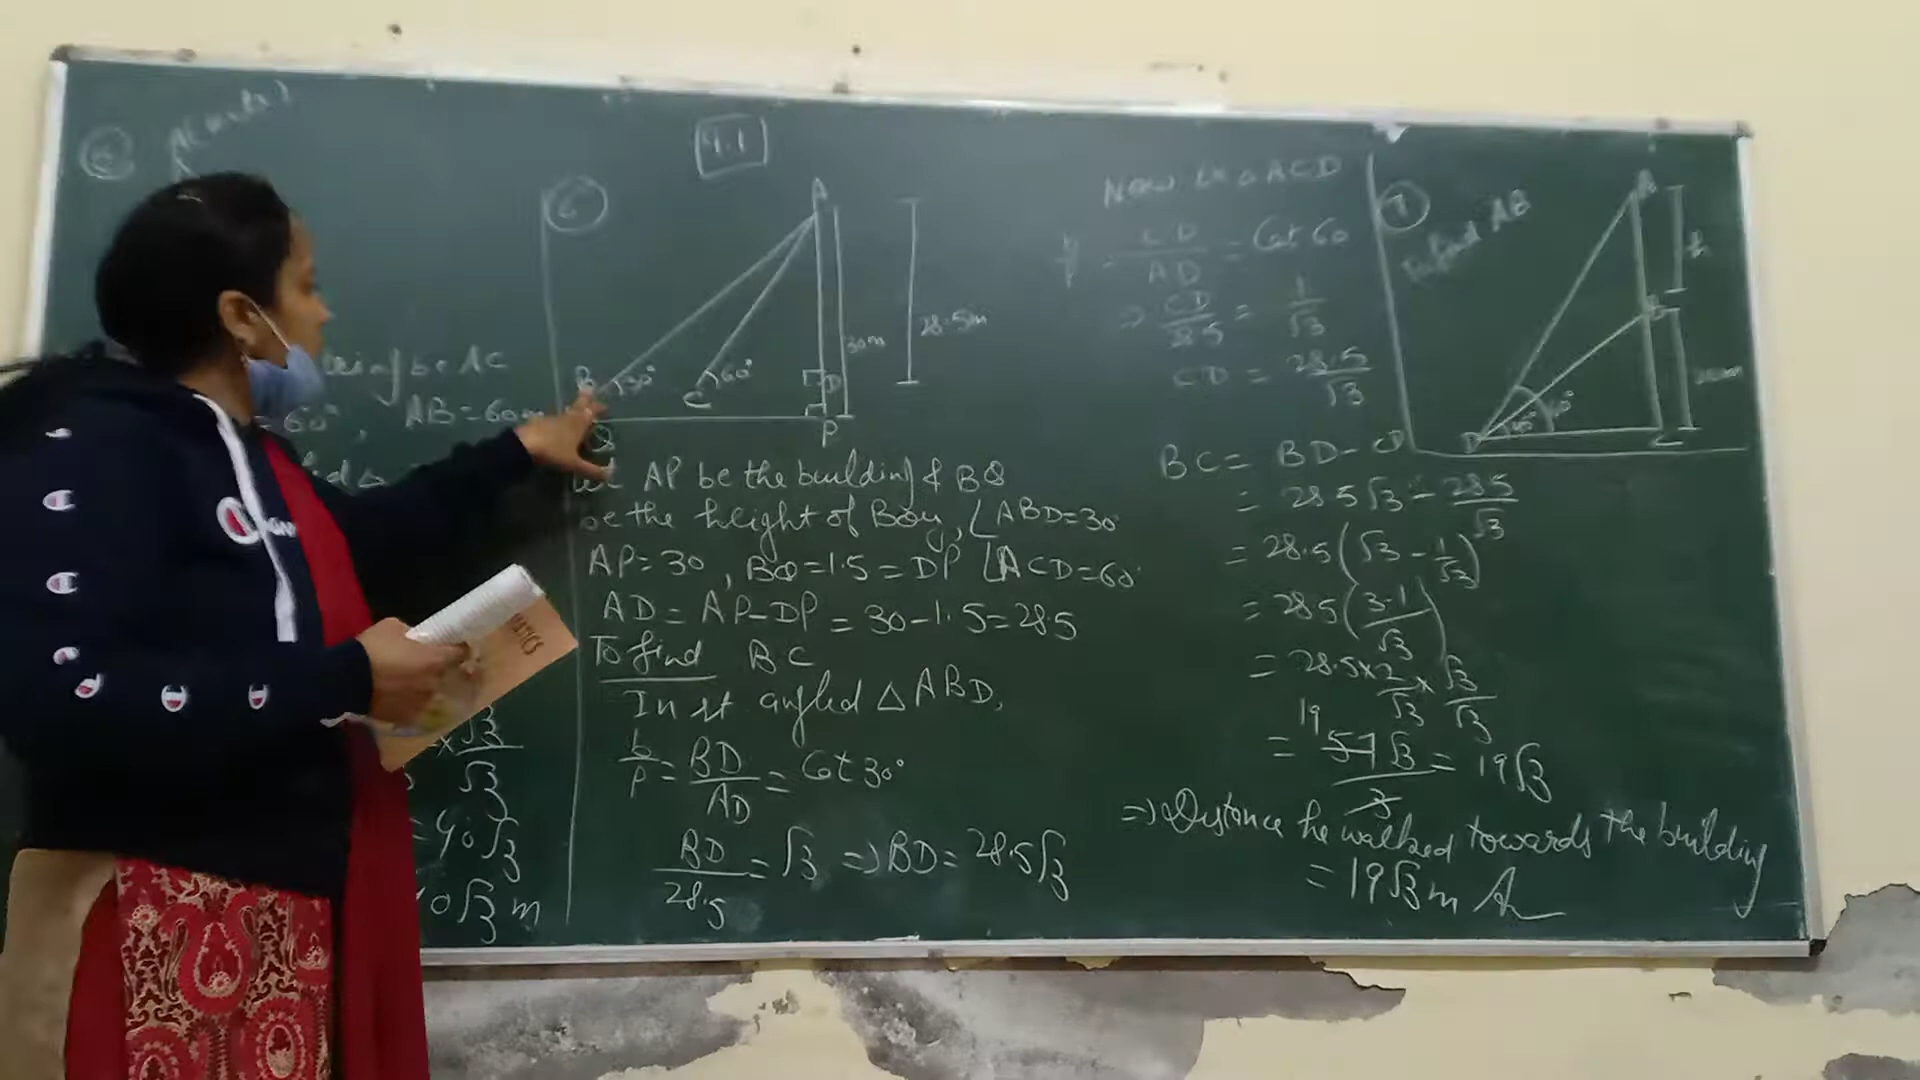 9.1
ing be AC
= 60°, AB = 60m
×√3
√3
= 40√3
0√3 m
6
A
B 30°
C 60°
D
P
30m
28.5m
AP be the building & BQ
be the height of Boy, ∠ABD=30°
AP=30, BQ=1.5=DP ∠ACD=60°
AD = AP-DP = 30-1.5=28.5
To find BC
In rt angled △ABD,
b/P = BD/AD = Cot 30°
BD/28.5 = √3 => BD = 28.5√3
Now in △ ACD
CD/AD = Cot 60
=> CD/28.5 = 1/√3
CD = 28.5/√3
BC = BD - CD
= 28.5√3 - 28.5/√3
= 28.5(√3 - 1/√3)
= 28.5(3-1/√3)
= 28.5×2/√3 × √3/√3
19
= 57√3/3 = 19√3
=> Distance he walked towards the building
= 19√3 m
7
To find AB
A
h
B
D
C
MATICS